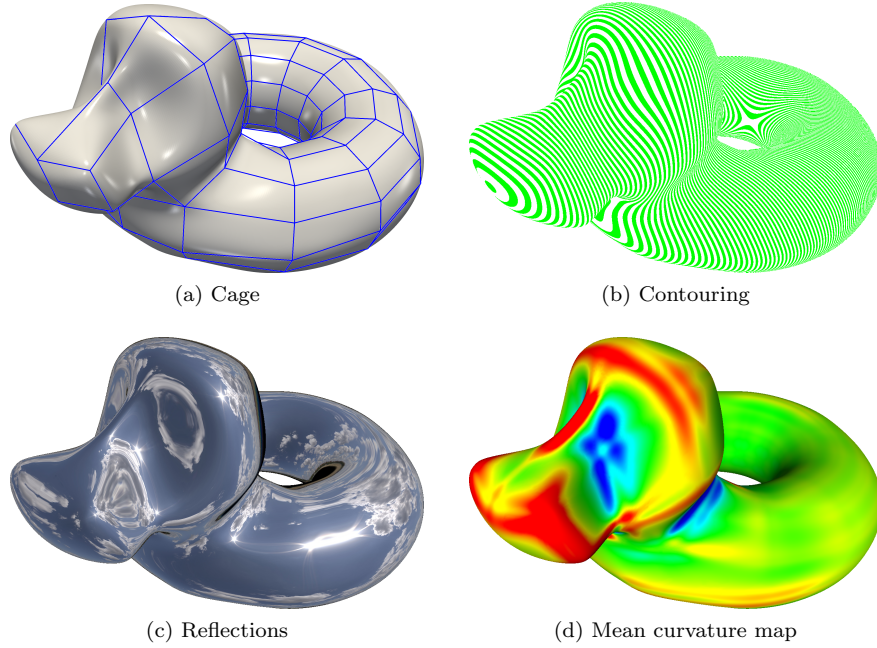 (a) Cage
(b) Contouring
(c) Reflections
(d) Mean curvature map